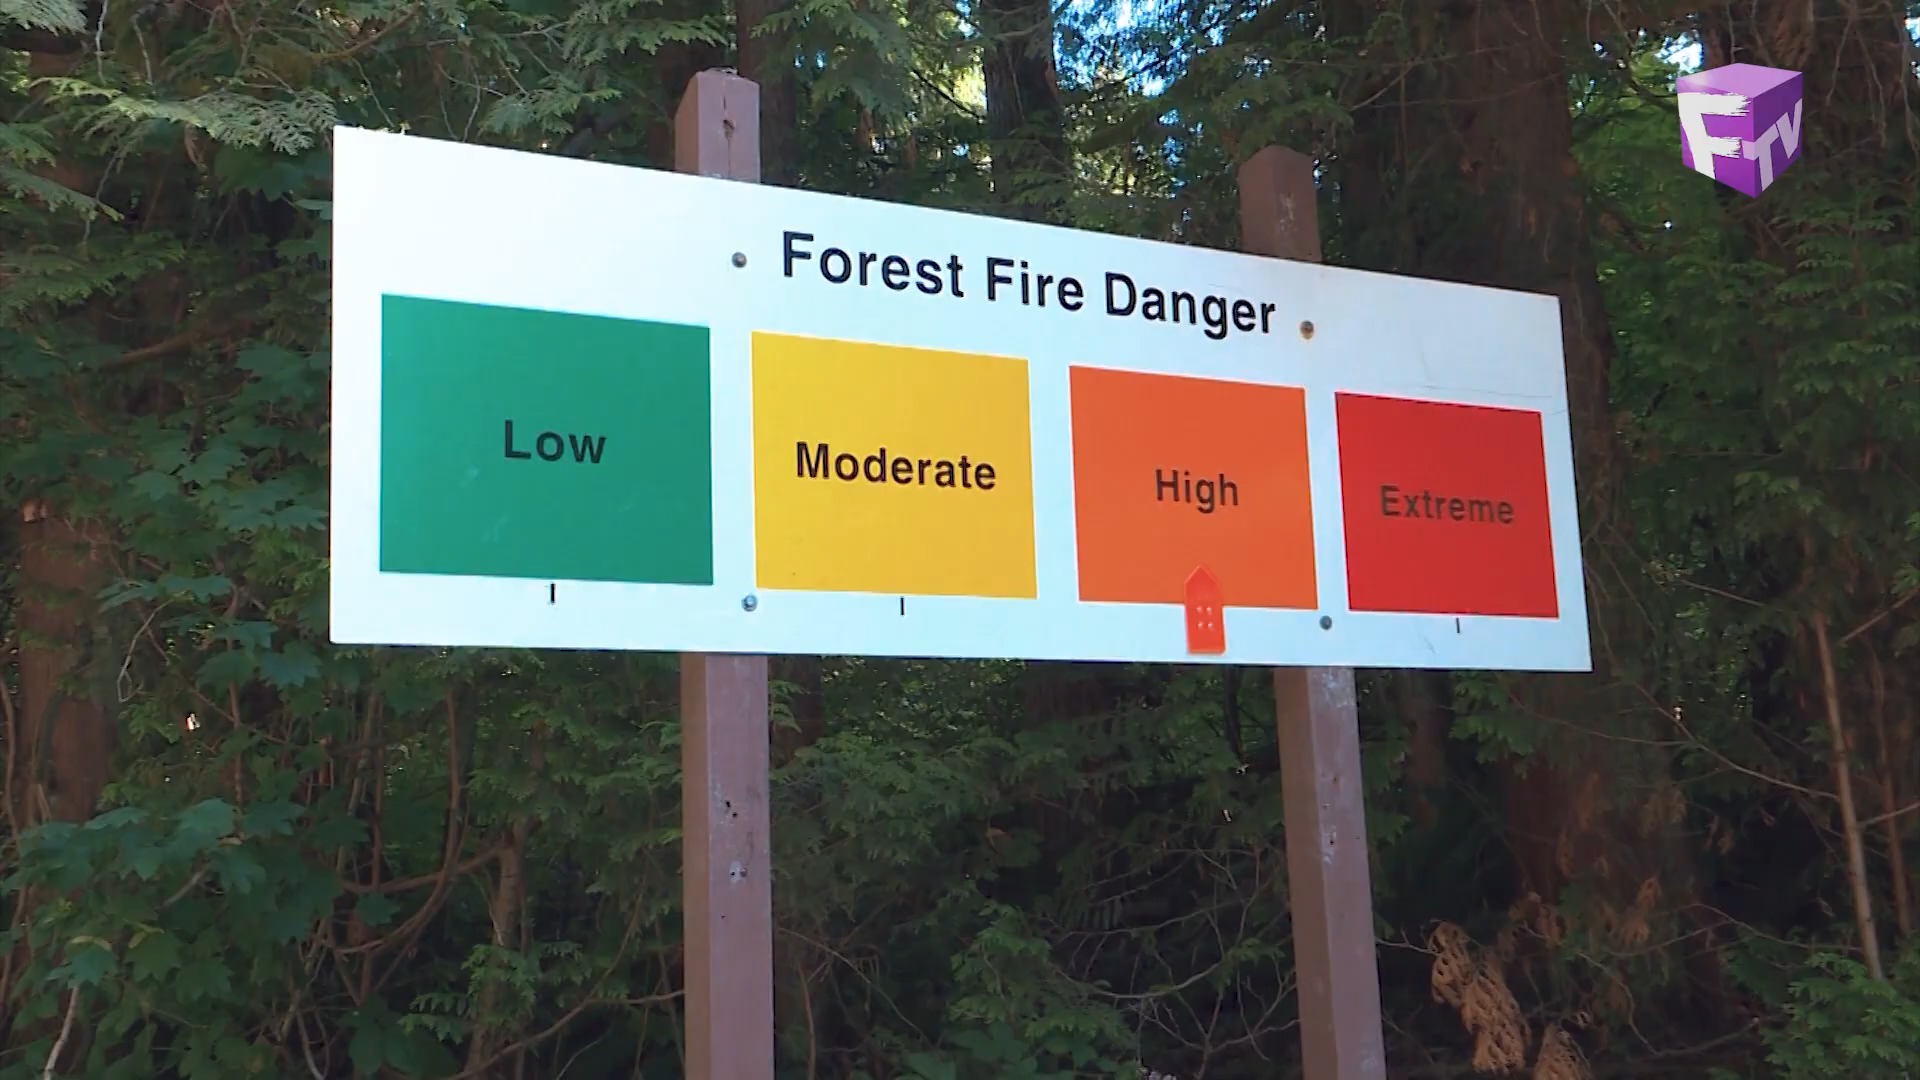 FTV
Forest Fire Danger
Low
Moderate
High
Extreme